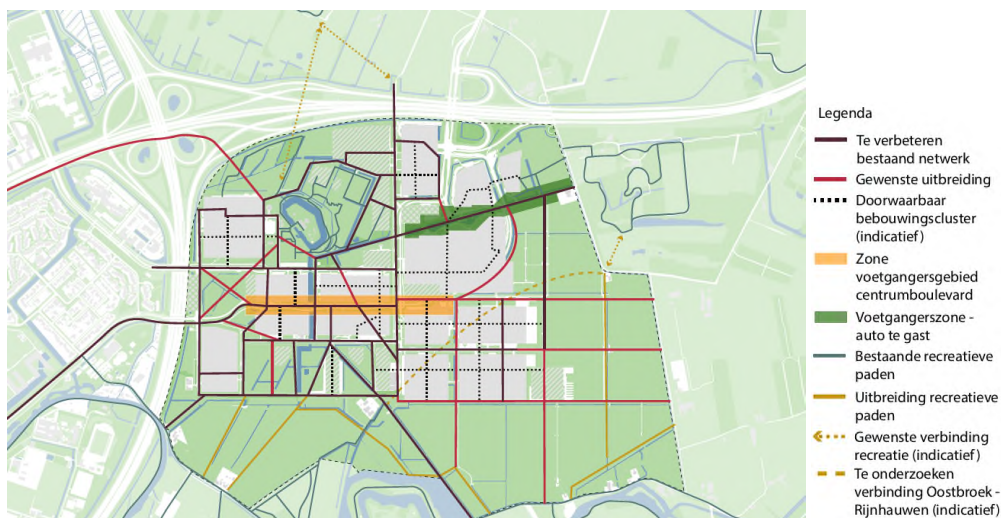 Legenda
Te verbeteren
bestaand netwerk
Gewenste uitbreiding
Doorwaarbaar
bebouwingscluster
(indicatief)
Zone
voetgangersgebied
centrumboulevard
Voetgangerszone -
auto te gast
Bestaande recreatieve
paden
Uitbreiding recreatieve
paden
Gewenste verbinding
recreatie (indicatief)
Te onderzoeken
verbinding Oostbroek -
Rijnhauwen (indicatief)